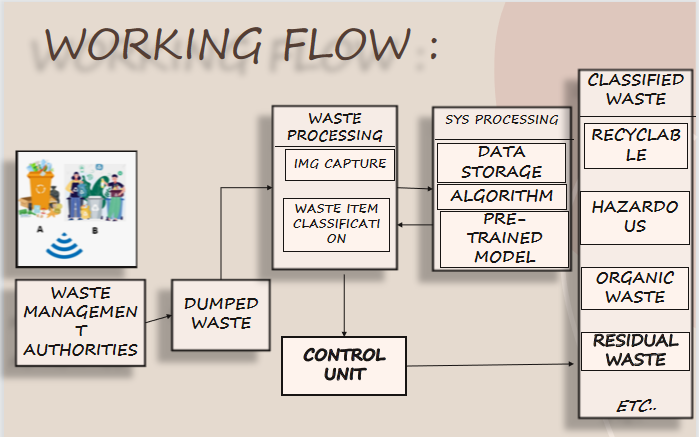 WORKING FLOW :
A
B
WASTE
MANAGEMEN
T
AUTHORITIES
DUMPED
WASTE
WASTE
PROCESSING
IMG CAPTURE
WASTE ITEM
CLASSIFICATI
ON
SYS PROCESSING
DATA
STORAGE
ALGORITHM
PRE-
TRAINED
MODEL
CONTROL
UNIT
CLASSIFIED
WASTE
RECYCLAB
LE
HAZARDO
US
ORGANIC
WASTE
RESIDUAL
WASTE
ETC..